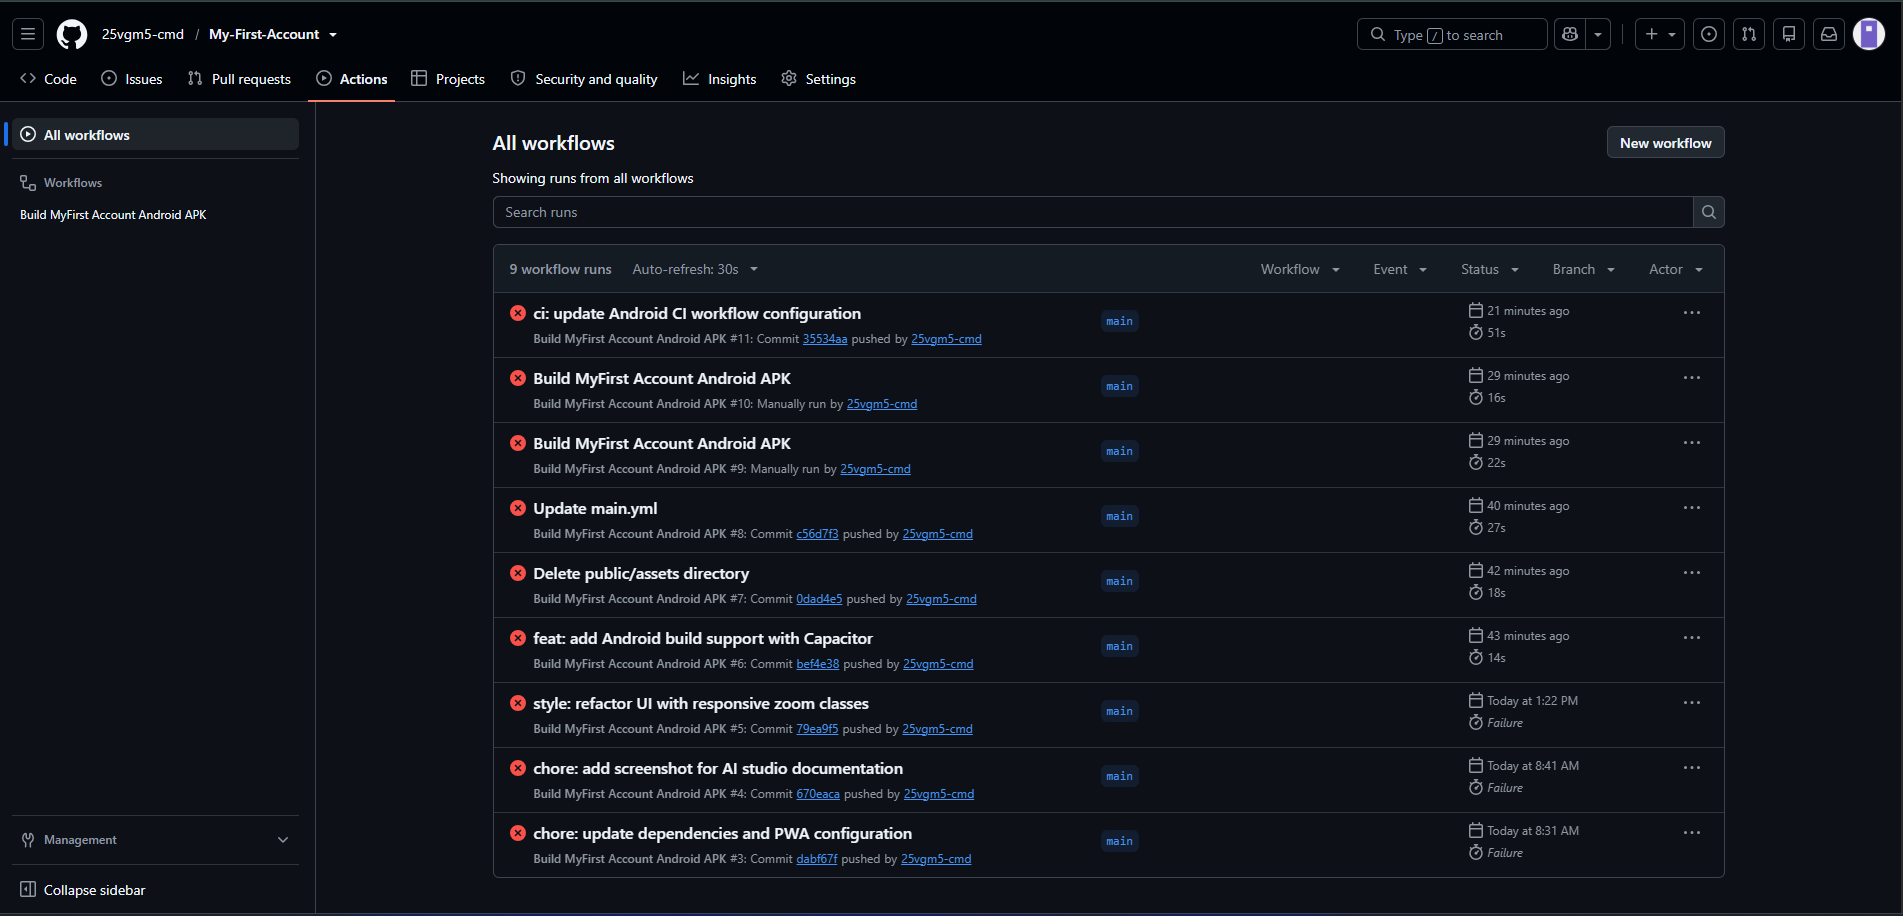 25vgm5-cmd / My-First-Account
Type / to search
Code
Issues
Pull requests
Actions
Projects
Security and quality
Insights
Settings
All workflows
Workflows
Build MyFirst Account Android APK
Management
Collapse sidebar
All workflows
New workflow
Showing runs from all workflows
Search runs
9 workflow runs
Auto-refresh: 30s
Workflow
Event
Status
Branch
Actor
ci: update Android CI workflow configuration
Build MyFirst Account Android APK #11: Commit 35534aa pushed by 25vgm5-cmd
main
21 minutes ago
51s
Build MyFirst Account Android APK
Build MyFirst Account Android APK #10: Manually run by 25vgm5-cmd
main
29 minutes ago
16s
Build MyFirst Account Android APK
Build MyFirst Account Android APK #9: Manually run by 25vgm5-cmd
main
29 minutes ago
22s
Update main.yml
Build MyFirst Account Android APK #8: Commit c56d7f3 pushed by 25vgm5-cmd
main
40 minutes ago
27s
Delete public/assets directory
Build MyFirst Account Android APK #7: Commit 0dad4e5 pushed by 25vgm5-cmd
main
42 minutes ago
18s
feat: add Android build support with Capacitor
Build MyFirst Account Android APK #6: Commit bef4e38 pushed by 25vgm5-cmd
main
43 minutes ago
14s
style: refactor UI with responsive zoom classes
Build MyFirst Account Android APK #5: Commit 79ea9f5 pushed by 25vgm5-cmd
main
Today at 1:22 PM
Failure
chore: add screenshot for AI studio documentation
Build MyFirst Account Android APK #4: Commit 670eaca pushed by 25vgm5-cmd
main
Today at 8:41 AM
Failure
chore: update dependencies and PWA configuration
Build MyFirst Account Android APK #3: Commit dabf67f pushed by 25vgm5-cmd
main
Today at 8:31 AM
Failure